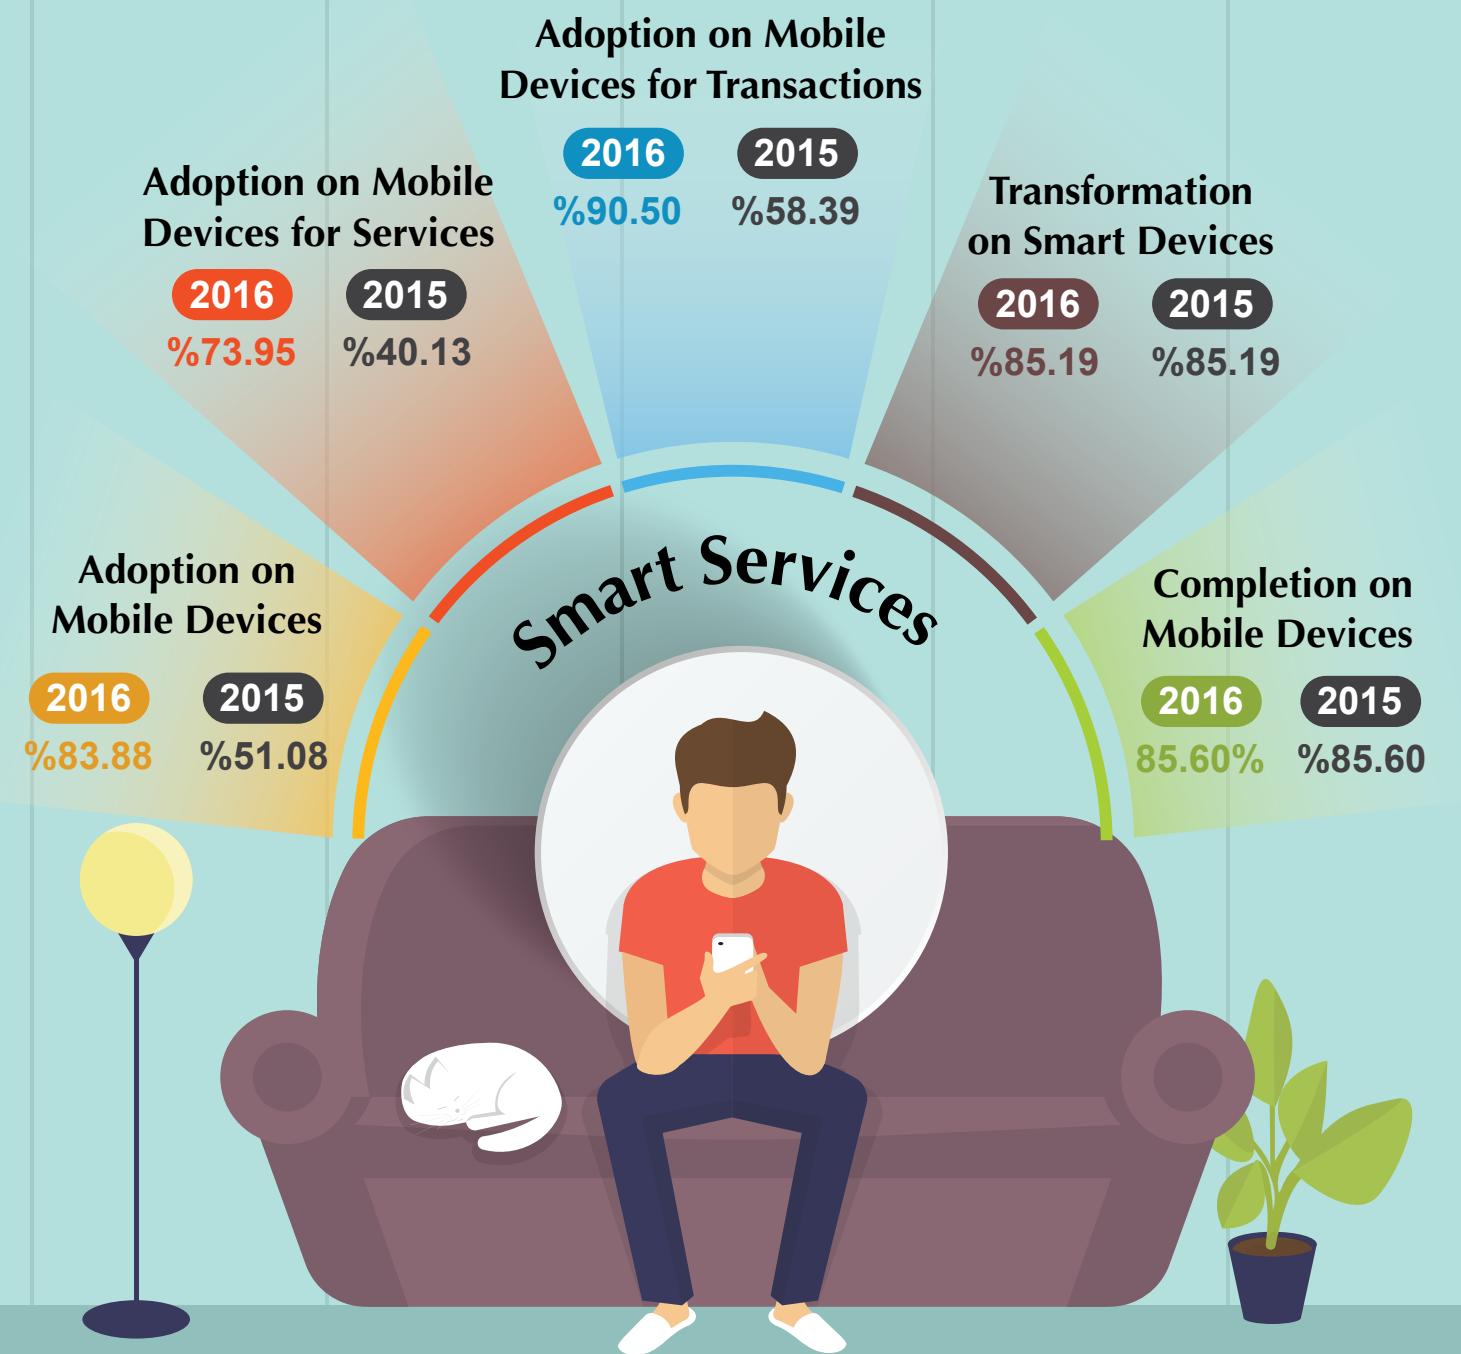 Adoption on Mobile
Devices for Transactions
2016 2015
%90.50 %58.39
Adoption on Mobile
Devices for Services
2016 2015
%73.95 %40.13
Transformation
on Smart Devices
2016 2015
%85.19 %85.19
Adoption on
Mobile Devices
2016 2015
%83.88 %51.08
Smart Services
Completion on
Mobile Devices
2016 2015
85.60% %85.60